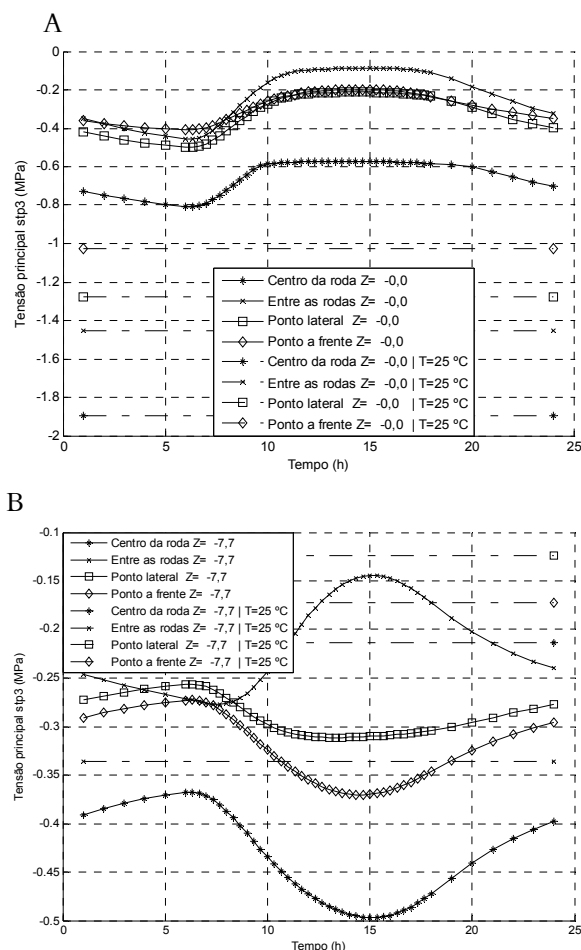 A
0
-0.2
-0.4
-0.6
-0.8
-1
-1.2
-1.4
-1.6
-1.8
-2
Tensão principal stp3 (MPa)
Centro da roda Z= -0,0
Entre as rodas Z= -0,0
Ponto lateral Z= -0,0
Ponto a frente Z= -0,0
Centro da roda Z= -0,0 | T=25 ºC
Entre as rodas Z= -0,0 | T=25 ºC
Ponto lateral Z= -0,0 | T=25 ºC
Ponto a frente Z= -0,0 | T=25 ºC
0 5 10 15 20 25
Tempo (h)
B
-0.1
-0.15
-0.2
-0.25
-0.3
-0.35
-0.4
-0.45
-0.5
Tensão principal stp3 (MPa)
Centro da roda Z= -7,7
Entre as rodas Z= -7,7
Ponto lateral Z= -7,7
Ponto a frente Z= -7,7
Centro da roda Z= -7,7 | T=25 ºC
Entre as rodas Z= -7,7 | T=25 ºC
Ponto lateral Z= -7,7 | T=25 ºC
Ponto a frente Z= -7,7 | T=25 ºC
0 5 10 15 20 25
Tempo (h)